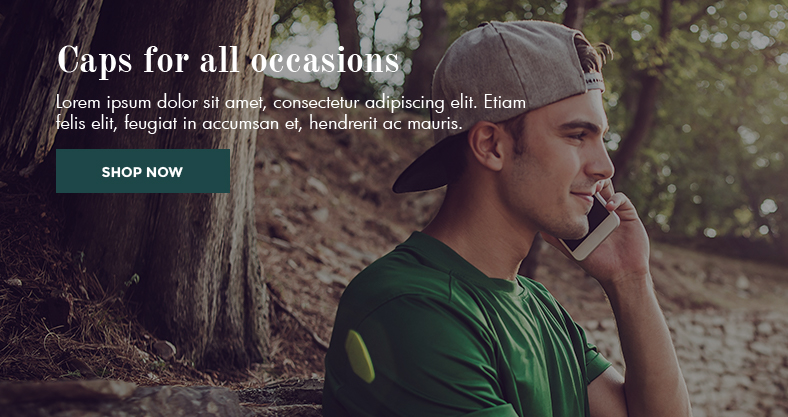 Caps for all occasions
Lorem ipsum dolor sit amet, consectetur adipiscing elit. Etiam
felis elit, feugiat in accumsan et, hendrerit ac mauris.
SHOP NOW